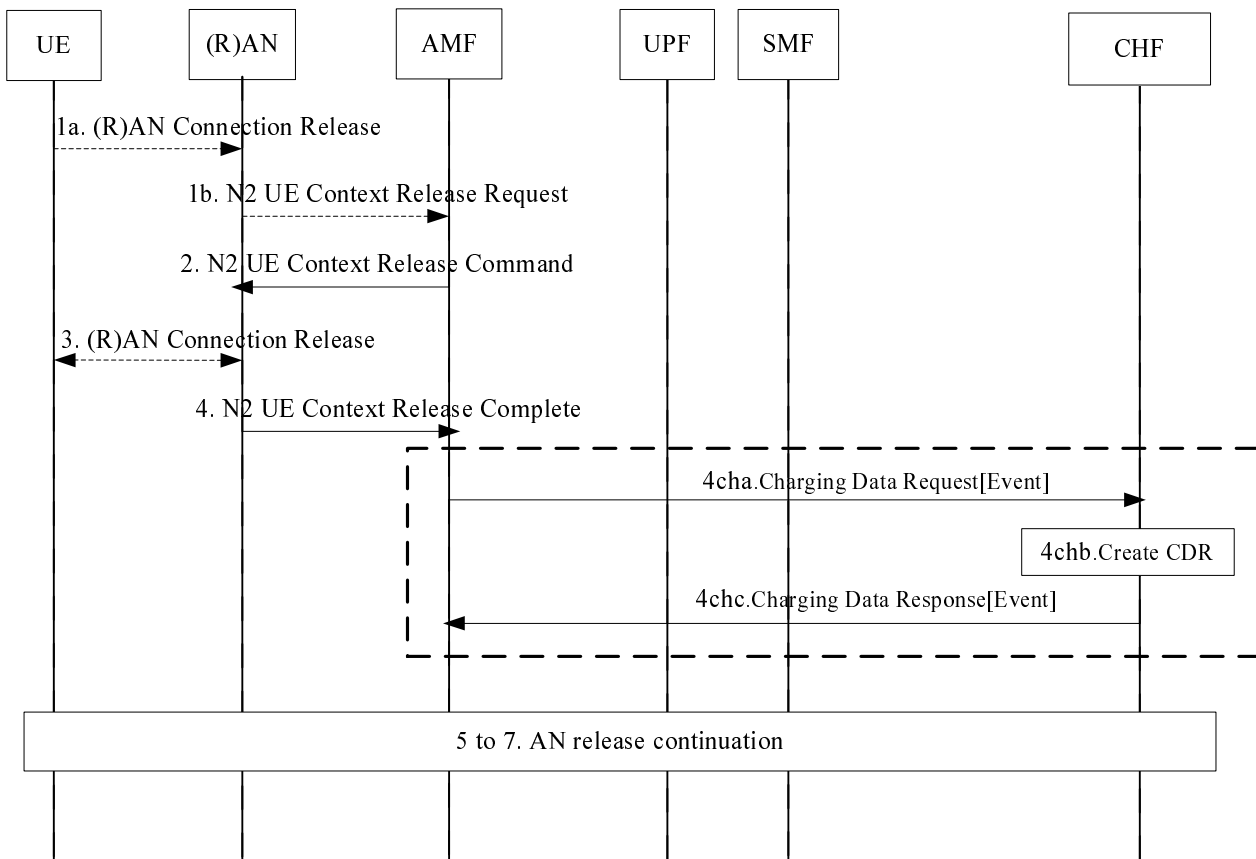 UE
(R)AN
AMF
UPF
SMF
CHF
1a. (R)AN Connection Release
1b. N2 UE Context Release Request
2. N2 UE Context Release Command
3. (R)AN Connection Release
4. N2 UE Context Release Complete
4cha.Charging Data Request[Event]
4chb.Create CDR
4chc.Charging Data Response[Event]
5 to 7. AN release continuation